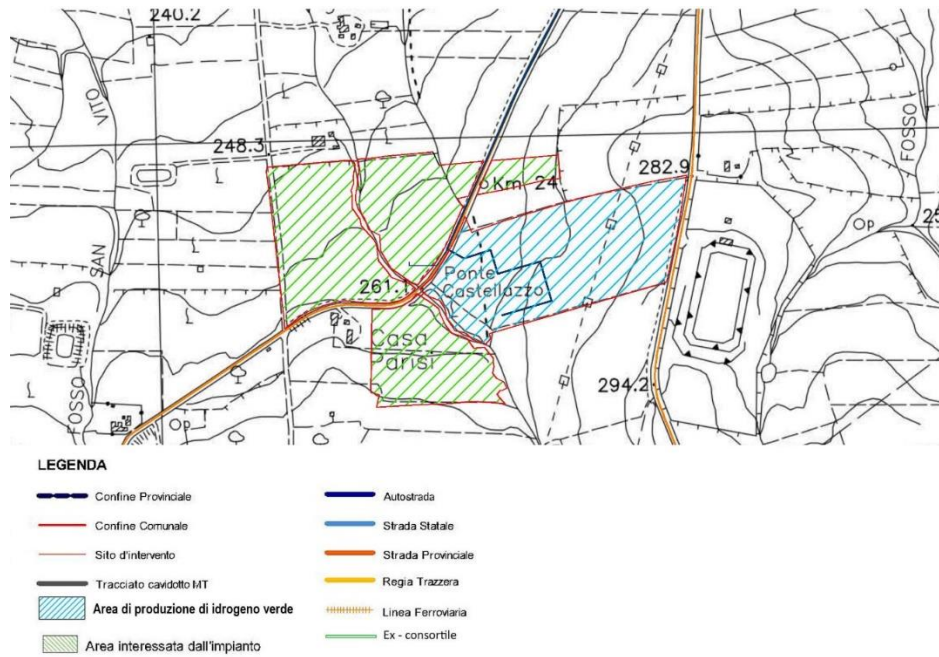 240.2
VITO
FOSSO
248.3
282.9
Km 24
Op
SAN
261.1
Ponte
Castellazzo
Casa
Parisi
294.2
FOSSO
Op
LEGENDA
Confine Provinciale
Confine Comunale
Sito d'intervento
Tracciato cavidotto MT
Area di produzione di idrogeno verde
Area interessata dall'impianto
Autostrada
Strada Statale
Strada Provinciale
Regia Trazzera
Linea Ferroviaria
Ex - consortile